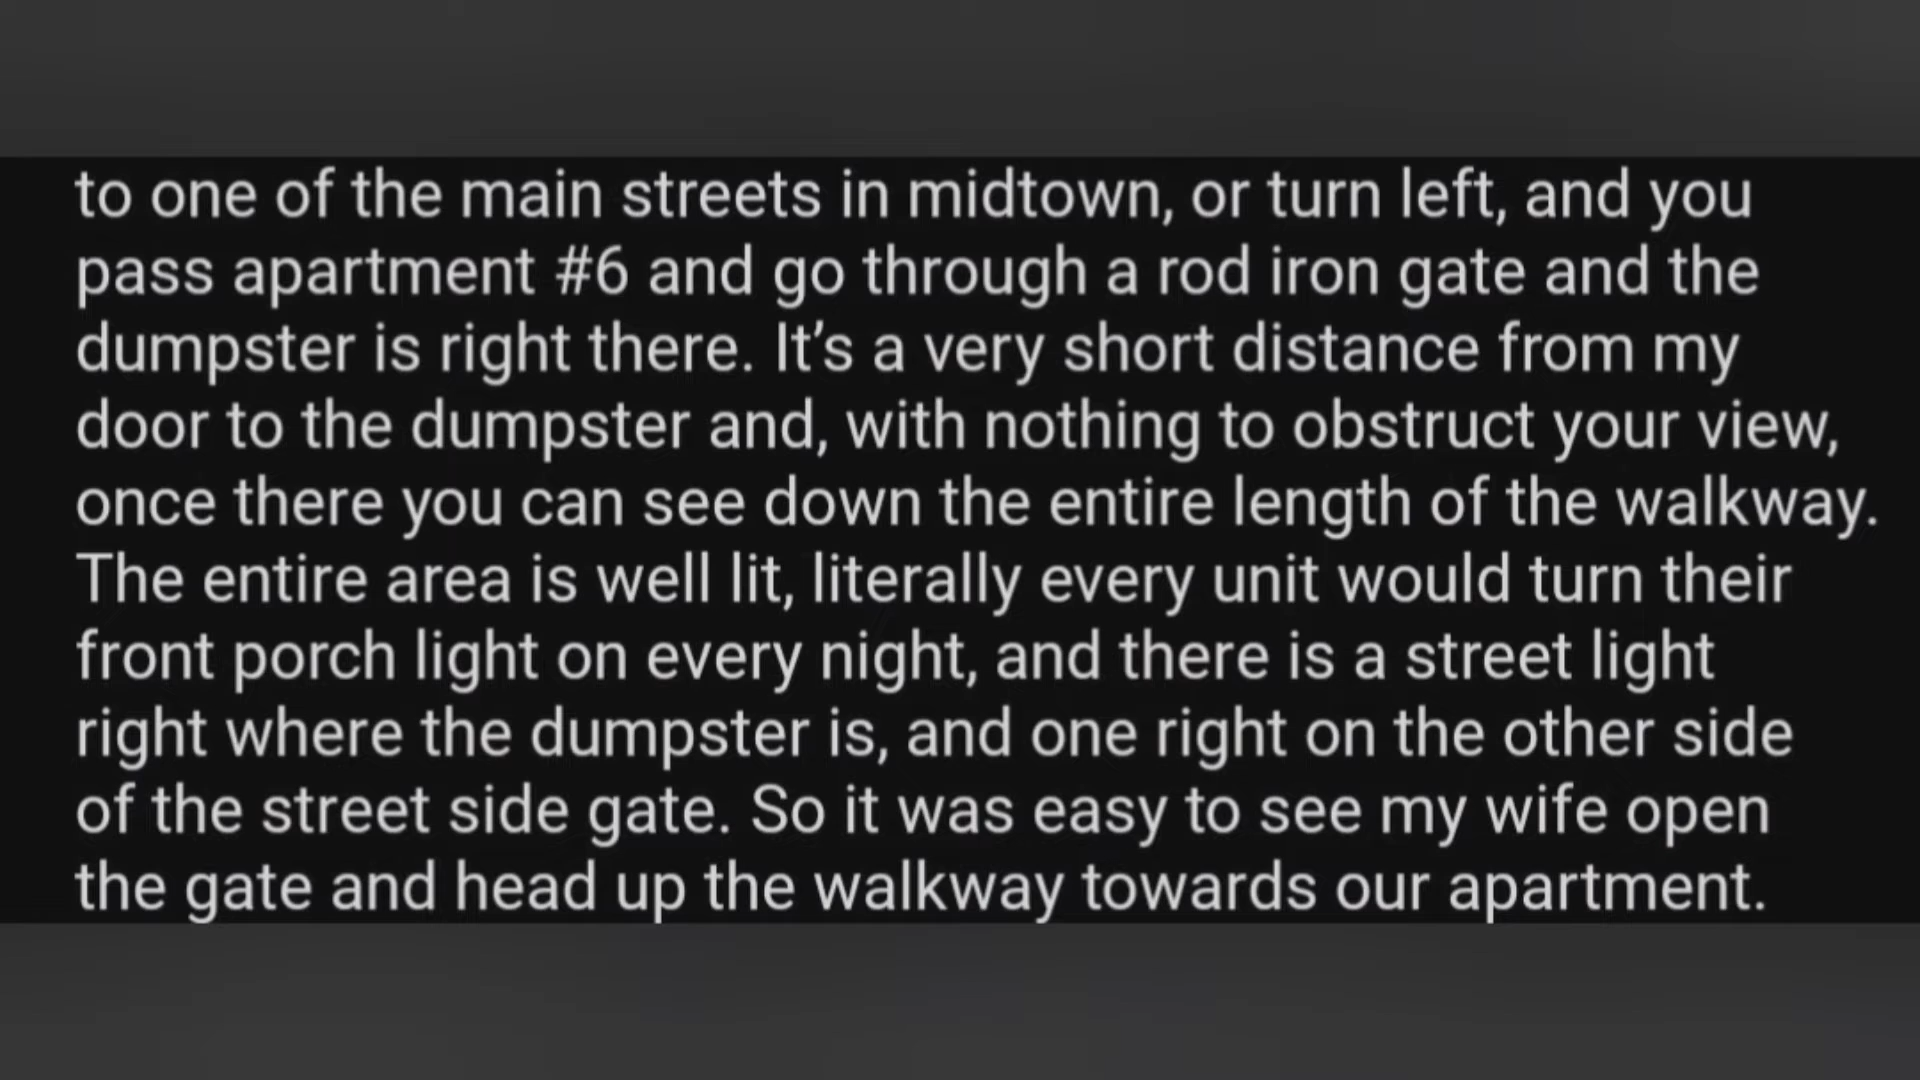 to one of the main streets in midtown, or turn left, and you
pass apartment #6 and go through a rod iron gate and the
dumpster is right there. It’s a very short distance from my
door to the dumpster and, with nothing to obstruct your view,
once there you can see down the entire length of the walkway.
The entire area is well lit, literally every unit would turn their
front porch light on every night, and there is a street light
right where the dumpster is, and one right on the other side
of the street side gate. So it was easy to see my wife open
the gate and head up the walkway towards our apartment.